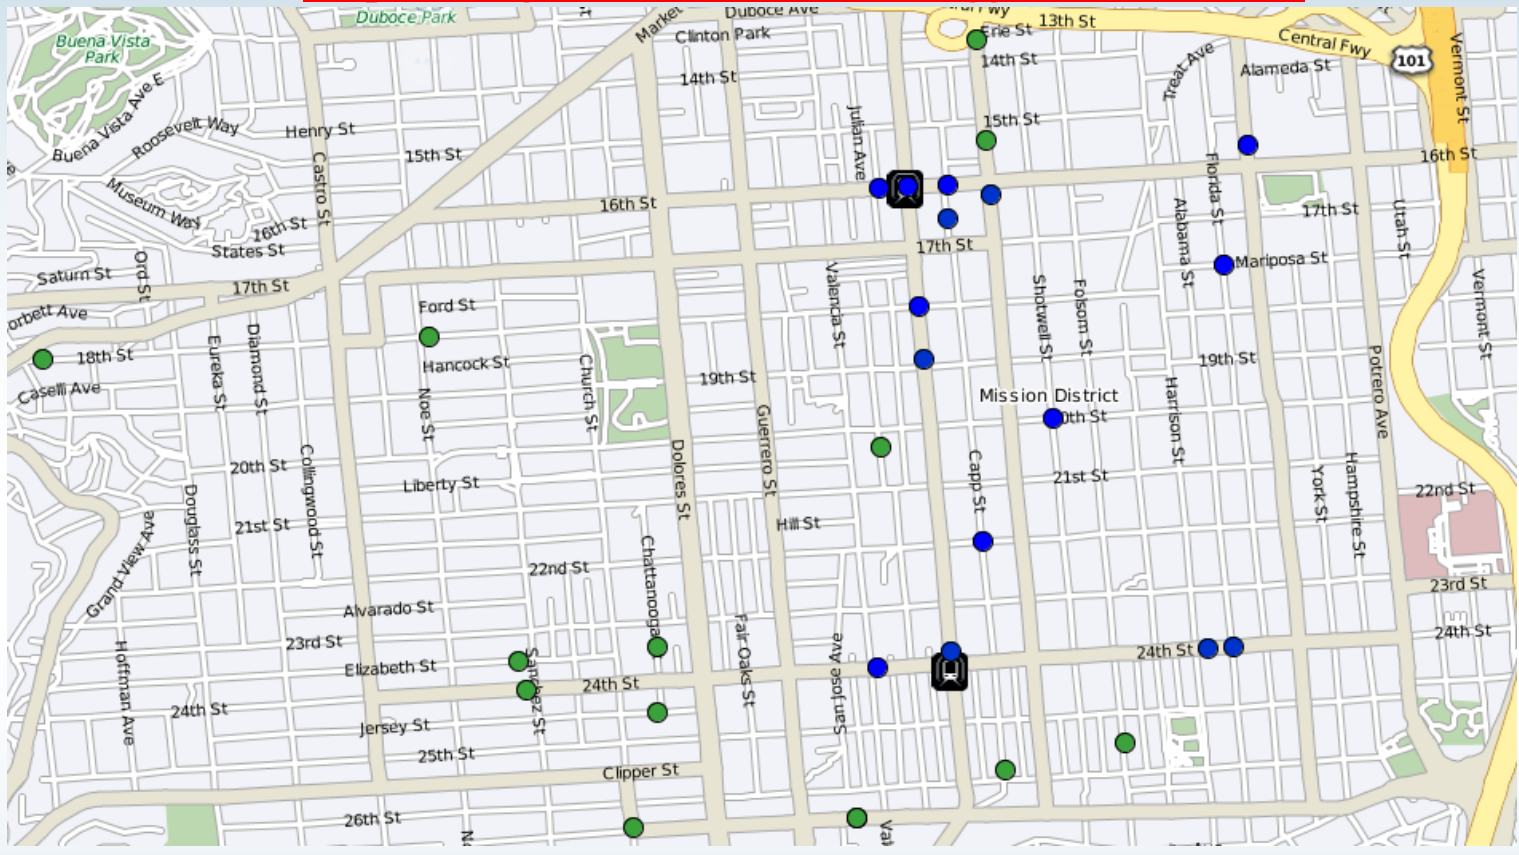 Duboce Park
Market
Duboce Ave
13th St
Clinton Park
Erie St
Central Fwy
Buena Vista
Park
14th St
14th St
101
Vermont St
Treat Ave
Alameda St
Buena Vista Ave E
Roosevelt Way
Henry St
15th St
15th St
Julian Ave
16th St
Castro St
Museum Way
16th St
16th St
Florida St
17th St
Utah St
States St
17th St
Alabama St
Mariposa St
Saturn St
Ord St
17th St
Valencia St
Shotwell St
Folsom St
Vermont St
orbett Ave
Ford St
18th St
Eureka St
Diamond St
Hancock St
Church St
19th St
19th St
Caselli Ave
Noe St
Mission District
0th St
Harrison St
Potrero Ave
Guerrero St
Dolores St
20th St
Collingwood St
Liberty St
Capp St
21st St
York St
Hampshire St
22nd St
Douglass St
21st St
Hill St
Grand View Ave
Chattanooga
22nd St
Alvarado St
23rd St
23rd St
Fair Oaks St
San Jose Ave
24th St
24th St
Hoffman Ave
Elizabeth St
Sanchez St
24th St
24th St
Jersey St
25th St
Clipper St
26th St